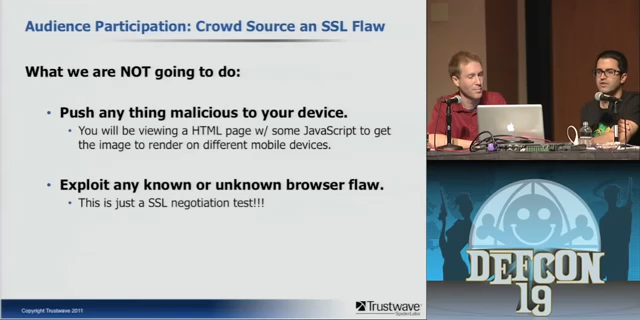 Audience Participation: Crowd Source an SSL Flaw
What we are NOT going to do:
• Push any thing malicious to your device.
• You will be viewing a HTML page w/ some JavaScript to get
the image to render on different mobile devices.
• Exploit any known or unknown browser flaw.
• This is just a SSL negotiation test!!!
Copyright Trustwave 2011
Trustwave
SpiderLabs
DEFCON
19